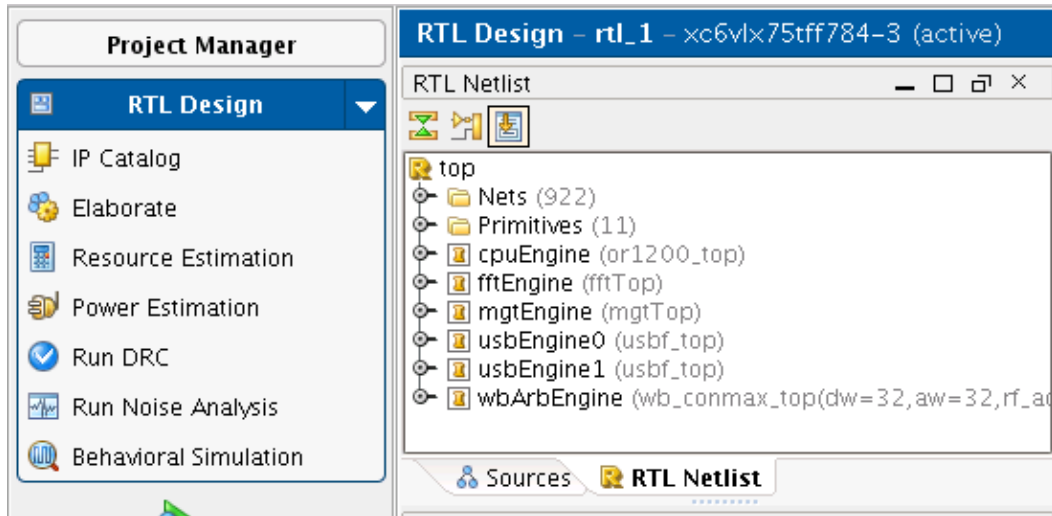 Project Manager
RTL Design
IP Catalog
Elaborate
Resource Estimation
Power Estimation
Run DRC
Run Noise Analysis
Behavioral Simulation
RTL Design – rtl_1 – xc6vlx75tff784–3 (active)
RTL Netlist
top
Nets (922)
Primitives (11)
cpuEngine (or1200_top)
fftEngine (fftTop)
mgtEngine (mgtTop)
usbEngine0 (usbf_top)
usbEngine1 (usbf_top)
wbArbEngine (wb_conmax_top(dw=32,aw=32,rf_ad
Sources
RTL Netlist